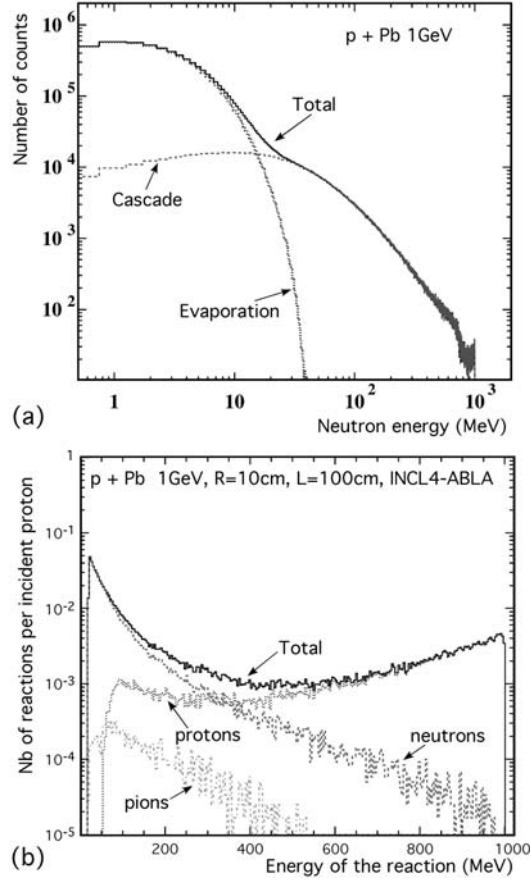 10^6
p + Pb 1GeV
10^5
Total
10^4
Cascade
10^3
Evaporation
10^2
Number of counts
1 10 10^2 10^3
(a)
Neutron energy (MeV)
1
p + Pb 1GeV, R=10cm, L=100cm, INCL4-ABLA
10^-1
10^-2
Total
10^-3
protons
neutrons
10^-4
pions
10^-5
Nb of reactions per incident proton
200 400 600 800 1000
(b)
Energy of the reaction (MeV)